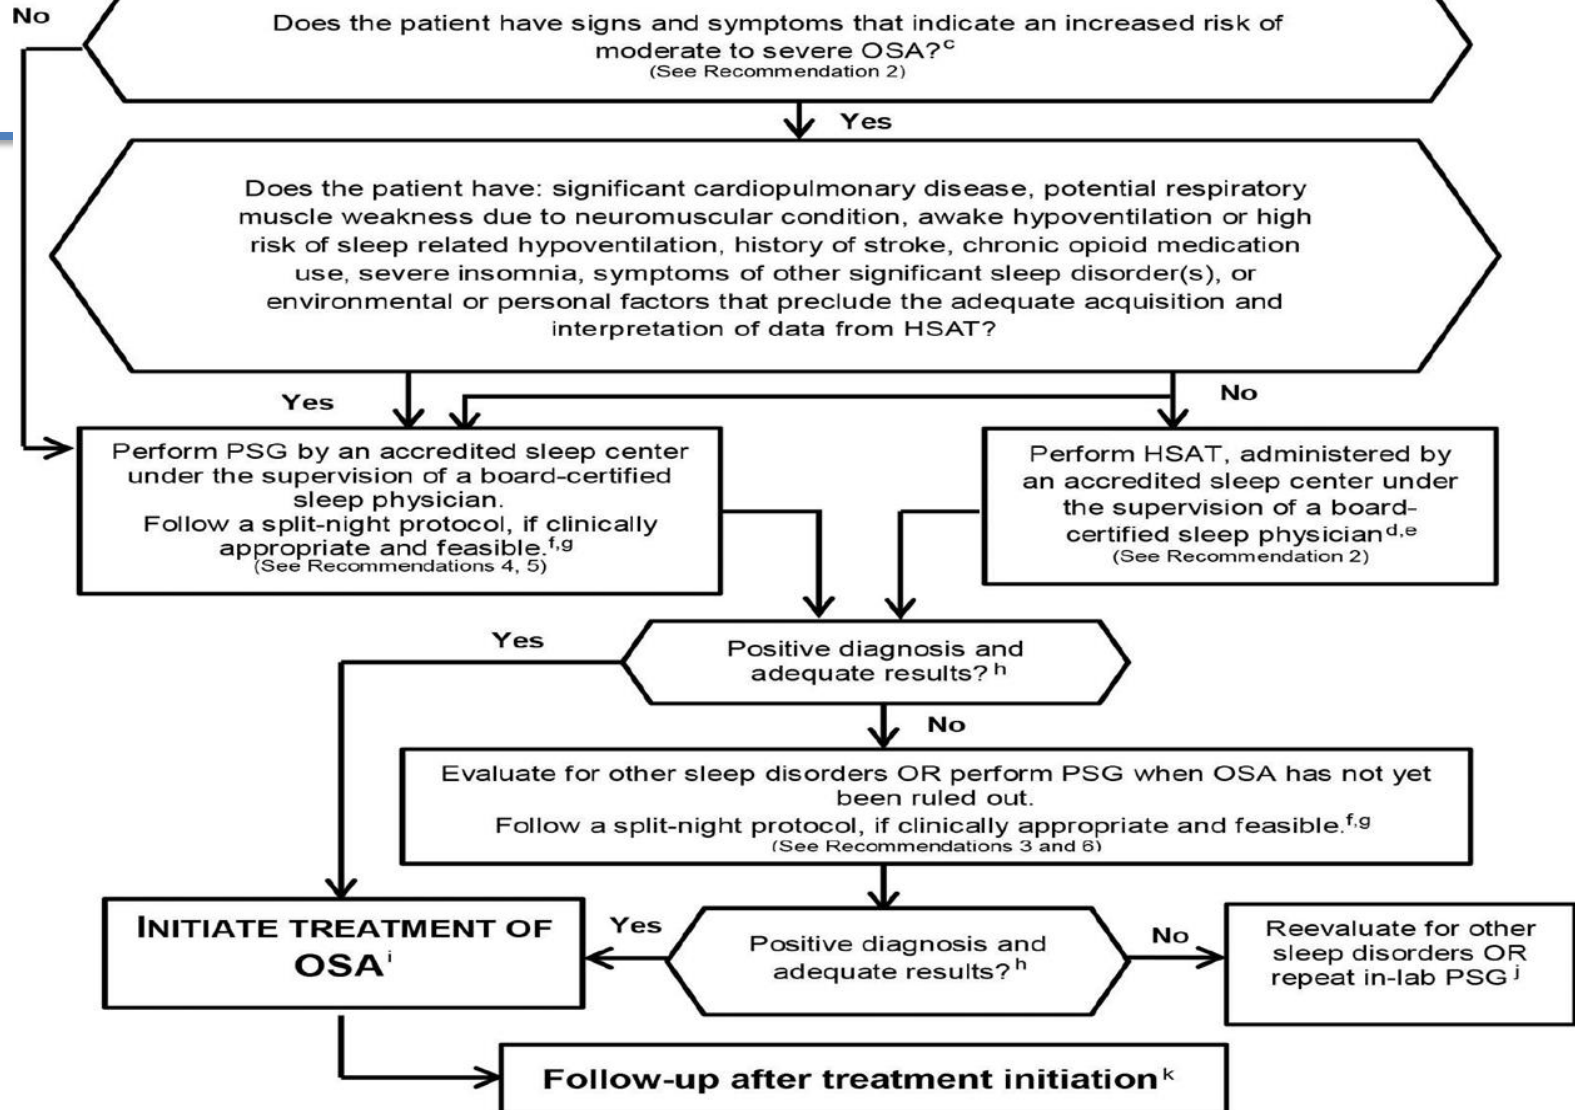 No
Does the patient have signs and symptoms that indicate an increased risk of
moderate to severe OSA?c
(See Recommendation 2)
Yes
Does the patient have: significant cardiopulmonary disease, potential respiratory
muscle weakness due to neuromuscular condition, awake hypoventilation or high
risk of sleep related hypoventilation, history of stroke, chronic opioid medication
use, severe insomnia, symptoms of other significant sleep disorder(s), or
environmental or personal factors that preclude the adequate acquisition and
interpretation of data from HSAT?
Yes
No
Perform PSG by an accredited sleep center
under the supervision of a board-certified
sleep physician.
Follow a split-night protocol, if clinically
appropriate and feasible.f,g
(See Recommendations 4, 5)
Perform HSAT, administered by
an accredited sleep center under
the supervision of a board-
certified sleep physiciand,e
(See Recommendation 2)
Yes
Positive diagnosis and
adequate results?h
No
Evaluate for other sleep disorders OR perform PSG when OSA has not yet
been ruled out.
Follow a split-night protocol, if clinically appropriate and feasible.f,g
(See Recommendations 3 and 6)
INITIATE TREATMENT OF
OSAi
Yes
Positive diagnosis and
adequate results?h
No
Reevaluate for other
sleep disorders OR
repeat in-lab PSGj
Follow-up after treatment initiationk